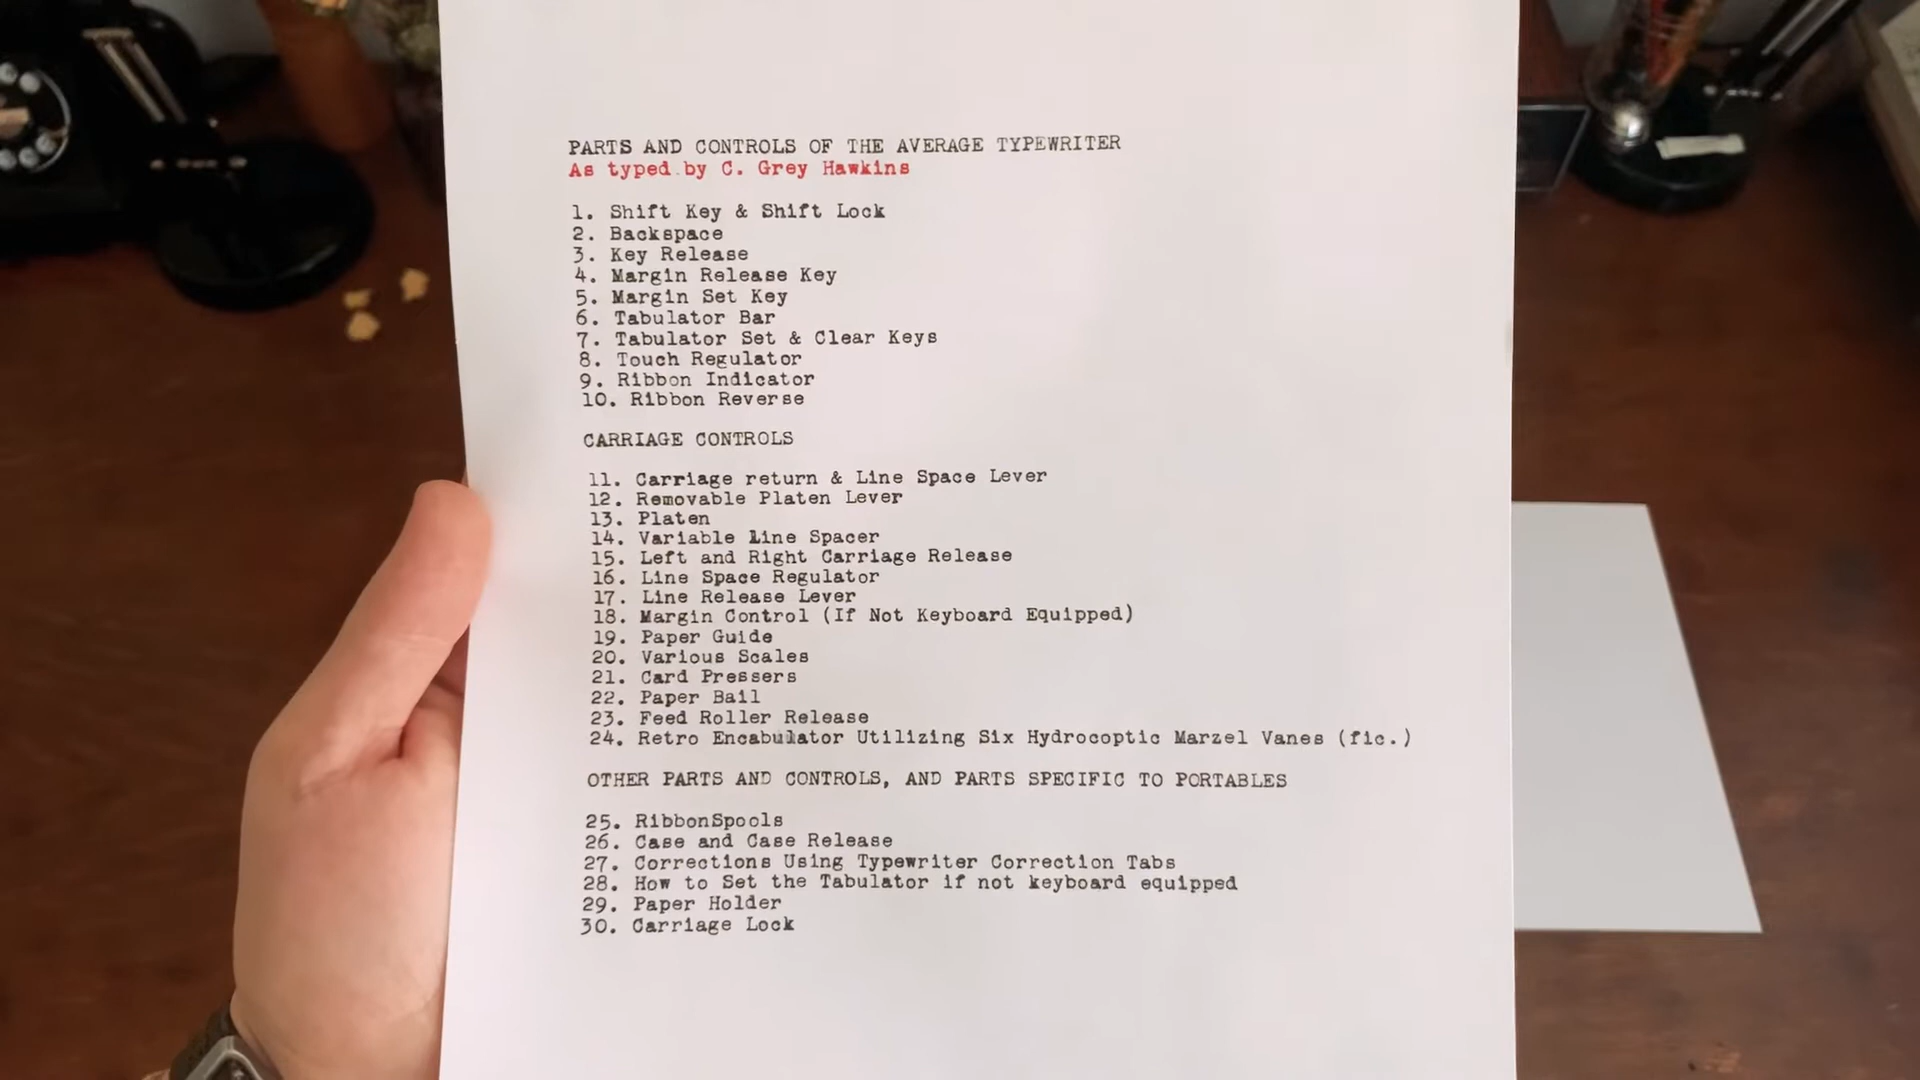 PARTS AND CONTROLS OF THE AVERAGE TYPEWRITER
As typed by C. Grey Hawkins
1. Shift Key & Shift Lock
2. Backspace
3. Key Release
4. Margin Release Key
5. Margin Set Key
6. Tabulator Bar
7. Tabulator Set & Clear Keys
8. Touch Regulator
9. Ribbon Indicator
10. Ribbon Reverse
CARRIAGE CONTROLS
11. Carriage return & Line Space Lever
12. Removable Platen Lever
13. Platen
14. Variable Line Spacer
15. Left and Right Carriage Release
16. Line Space Regulator
17. Line Release Lever
18. Margin Control (If Not Keyboard Equipped)
19. Paper Guide
20. Various Scales
21. Card Pressers
22. Paper Bail
23. Feed Roller Release
24. Retro Encabulator Utilizing Six Hydrocoptic Marzel Vanes (fic.)
OTHER PARTS AND CONTROLS, AND PARTS SPECIFIC TO PORTABLES
25. RibbonSpools
26. Case and Case Release
27. Corrections Using Typewriter Correction Tabs
28. How to Set the Tabulator if not keyboard equipped
29. Paper Holder
30. Carriage Lock